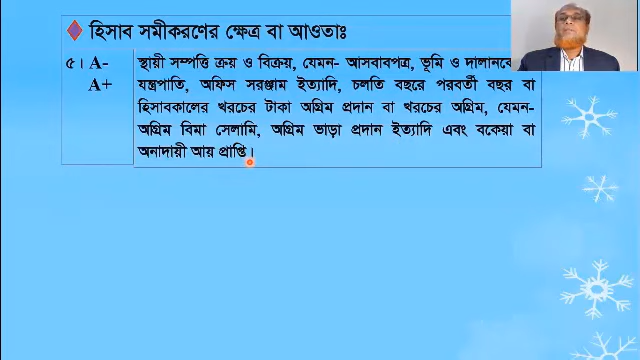 হিসাব সমীকরণের ক্ষেত্র বা আওতাঃ
৫। A- স্থায়ী সম্পত্তি ক্রয় ও বিক্রয়, যেমন- আসবাবপত্র, ভূমি ও
A+ যন্ত্রপাতি, অফিস সরঞ্জাম ইত্যাদি, চলতি বছরে পরবর্তী বছর বা
হিসাবকালের খরচের টাকা অগ্রিম প্রদান বা খরচের অগ্রিম, যেমন-
অগ্রিম বিমা সেলামি, অগ্রিম ভাড়া প্রদান ইত্যাদি এবং বকেয়া বা
অনাদায়ী আয় প্রাপ্তি।